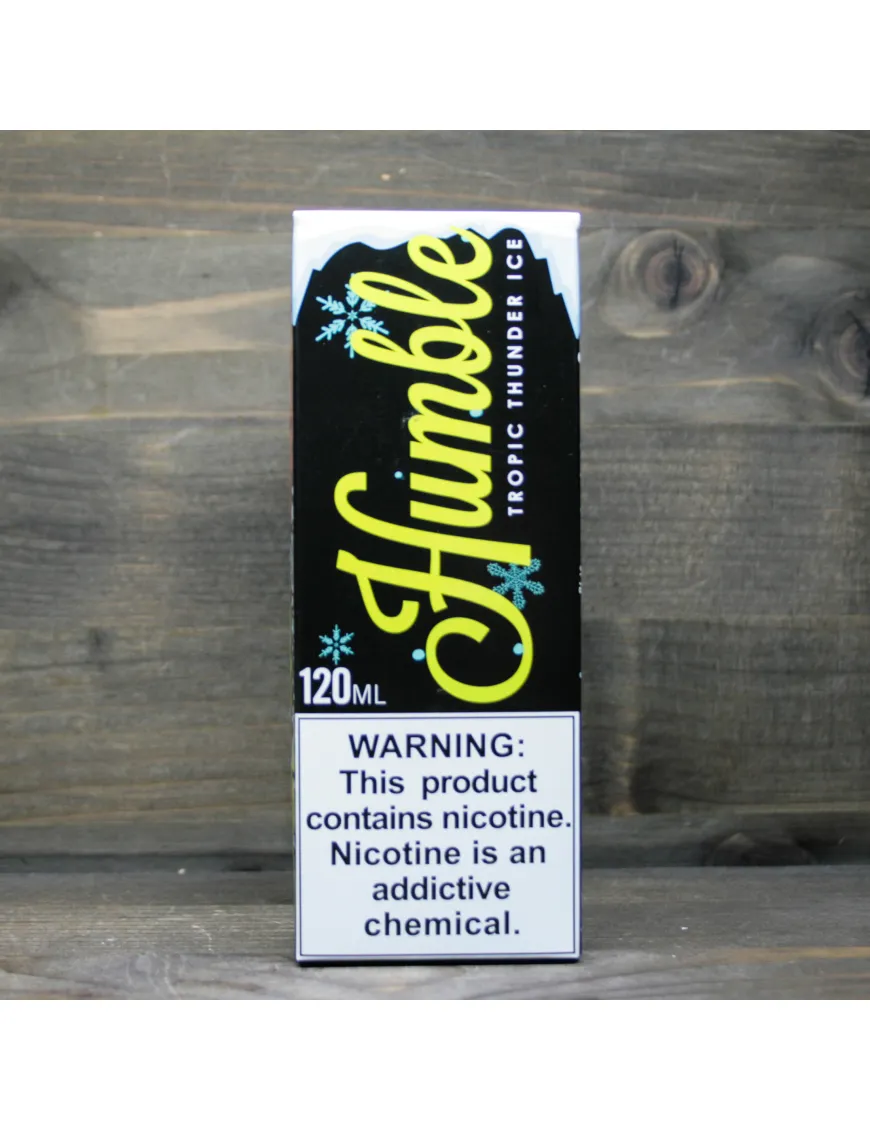 Humble
TROPIC THUNDER ICE
120ML
WARNING:
This product
contains nicotine.
Nicotine is an
addictive
chemical.